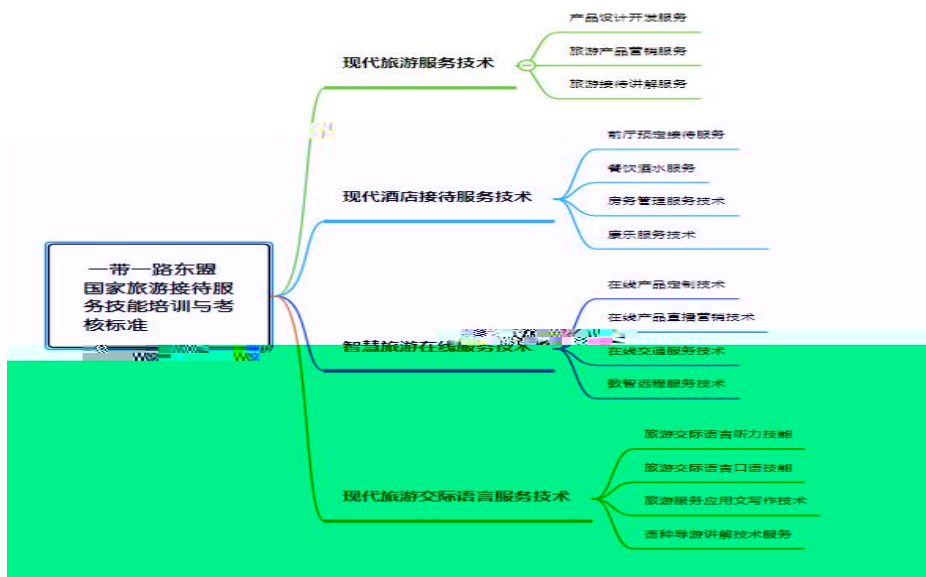 产品设计开发服务
现代旅游服务技术
旅游产品营销服务
旅游接待讲解服务
前厅预定接待服务
餐饮酒水服务
现代酒店接待服务技术
房务管理服务技术
康乐服务技术
一带一路东盟
国家旅游接待服
务技能培训与考
核标准
在线产品定制技术
在线产品直播营销技术
智慧旅游在线服务技术
在线交通服务技术
数智远程服务技术
旅游交际语言听力技能
旅游交际语言口语技能
现代旅游交际语言服务技术
旅游服务应用文写作技术
语种导游讲解技术服务